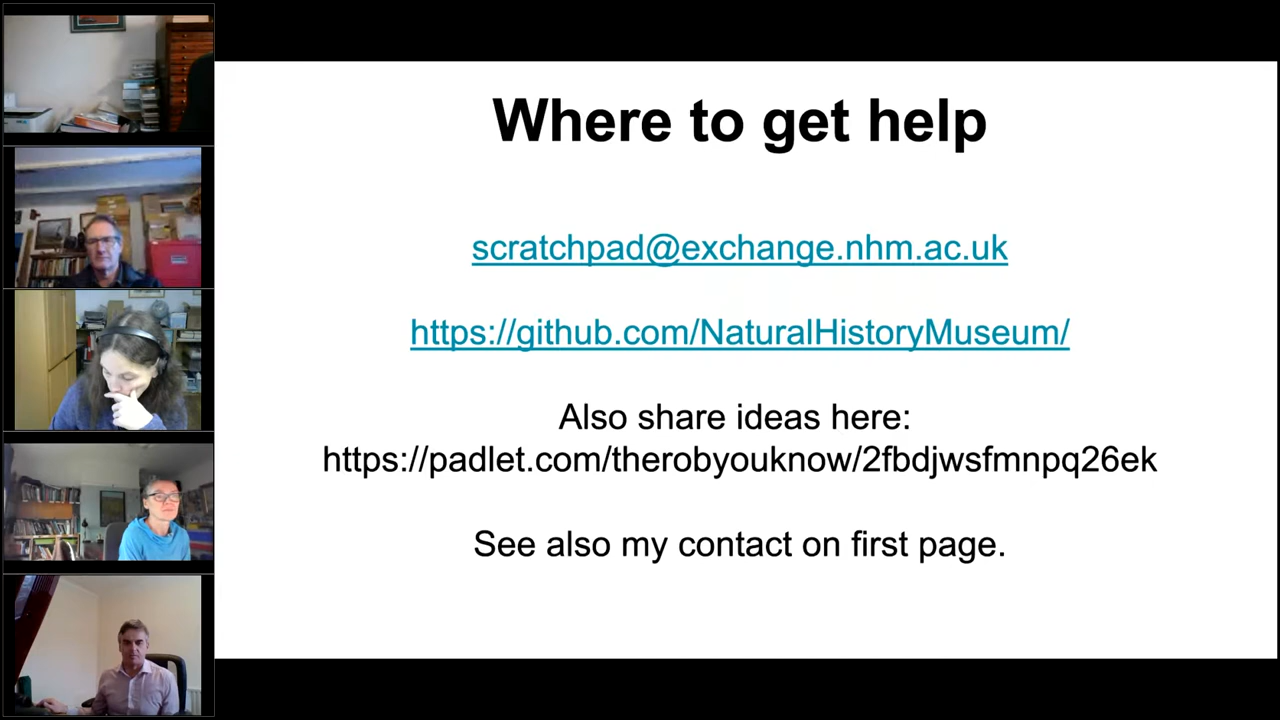 Where to get help
scratchpad@exchange.nhm.ac.uk
https://github.com/NaturalHistoryMuseum/
Also share ideas here:
https://padlet.com/therobyouknow/2fbdjwsfmnpq26ek
See also my contact on first page.